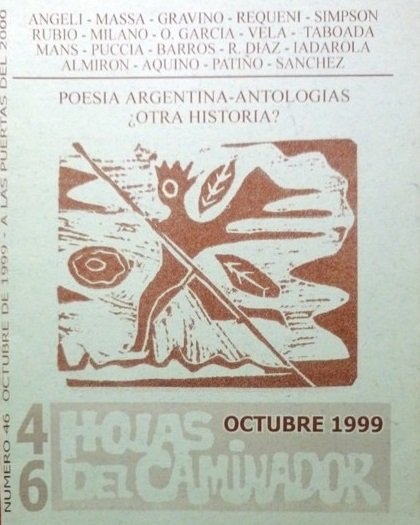 ANGELI - MASSA - GRAVINO - REQUENI - SIMPSON
RUBIO - MILANO - O. GARCIA - VELA - TABOADA
MANS - PUCCIA - BARROS - R. DIAZ - IADAROLA
ALMIRON - AQUINO - PATIÑO - SANCHEZ
POESIA ARGENTINA-ANTOLOGIAS
¿OTRA HISTORIA?
NUMERO 46 OCTUBRE DE 1999 - A LAS PUERTAS DEL 2000
46
OCTUBRE 1999
HOJAS
DEL CAMINADOR